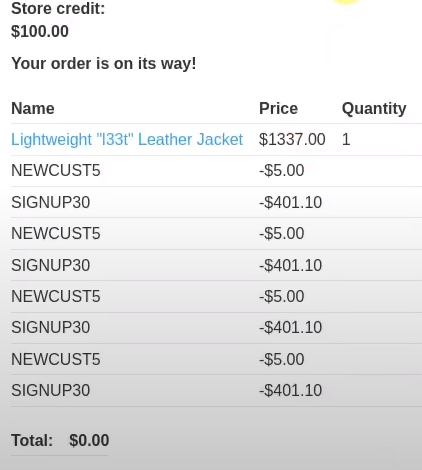 Store credit:
$100.00
Your order is on its way!
Name Price Quantity
Lightweight "l33t" Leather Jacket $1337.00 1
NEWCUST5 -$5.00
SIGNUP30 -$401.10
NEWCUST5 -$5.00
SIGNUP30 -$401.10
NEWCUST5 -$5.00
SIGNUP30 -$401.10
NEWCUST5 -$5.00
SIGNUP30 -$401.10
Total: $0.00